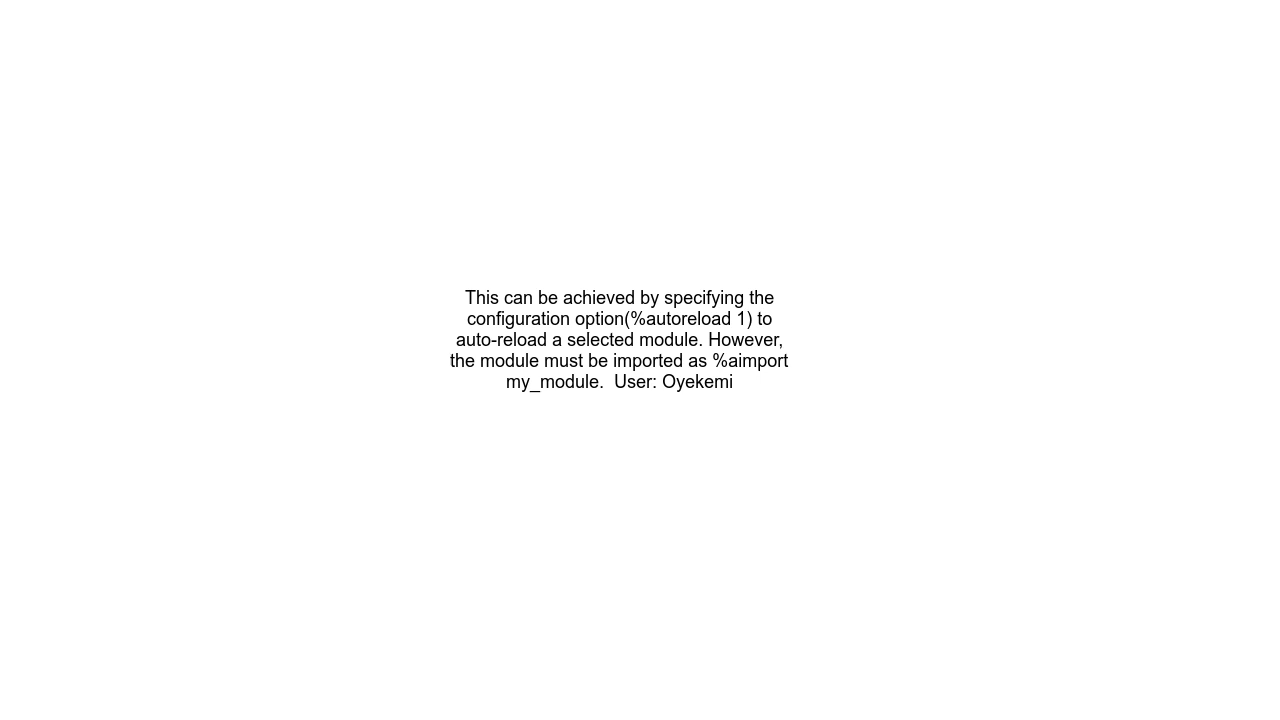 This can be achieved by specifying the
configuration option(%autoreload 1) to
auto-reload a selected module. However,
the module must be imported as %aimport
my_module.  User: Oyekemi